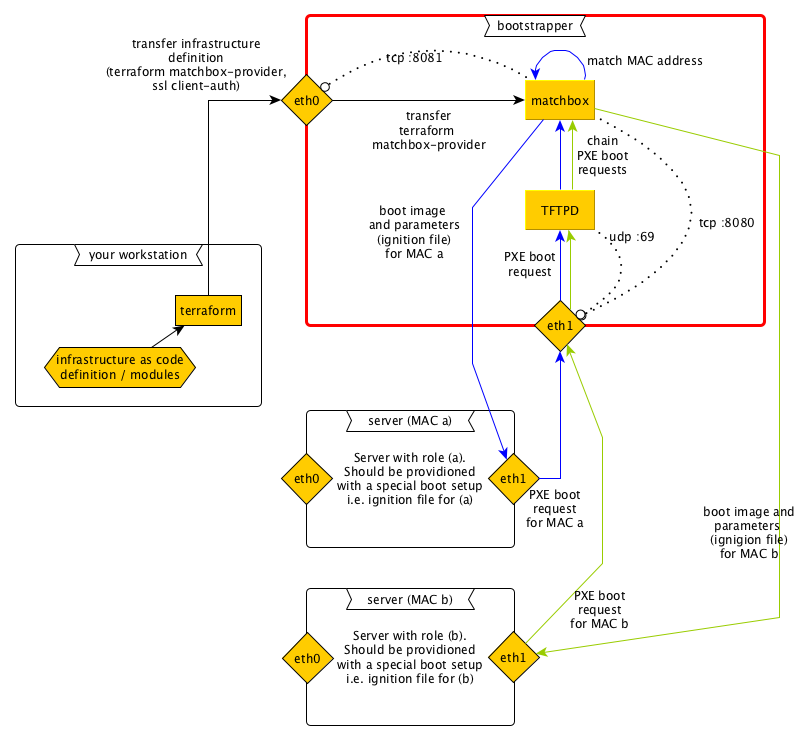 bootstrapper
transfer infrastructure
definition
(terraform matchbox-provider,
ssl client-auth)
tcp :8081
match MAC address
eth0
matchbox
transfer
terraform
matchbox-provider
chain
PXE boot
requests
boot image
and parameters
(ignition file)
for MAC a
TFTPD
tcp :8080
udp :69
PXE boot
request
your workstation
terraform
eth1
infrastructure as code
definition / modules
server (MAC a)
Server with role (a).
Should be providioned
with a special boot setup
i.e. ignition file for (a)
eth0
eth1
PXE boot
request
for MAC a
boot image and
parameters
(ignigion file)
for MAC b
server (MAC b)
PXE boot
request
for MAC b
Server with role (b).
Should be providioned
with a special boot setup
i.e. ignition file for (b)
eth0
eth1